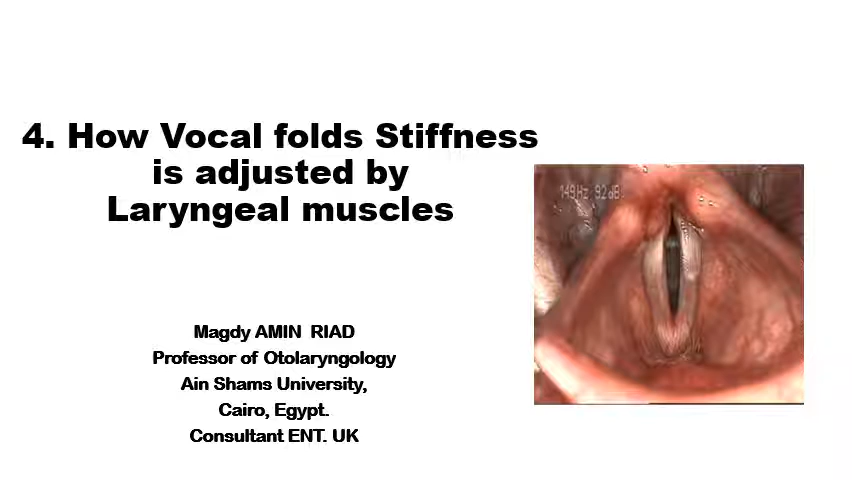 4. How Vocal folds Stiffness
is adjusted by
Laryngeal muscles
149Hz, 92dB
Magdy AMIN RIAD
Professor of Otolaryngology
Ain Shams University,
Cairo, Egypt.
Consultant ENT. UK